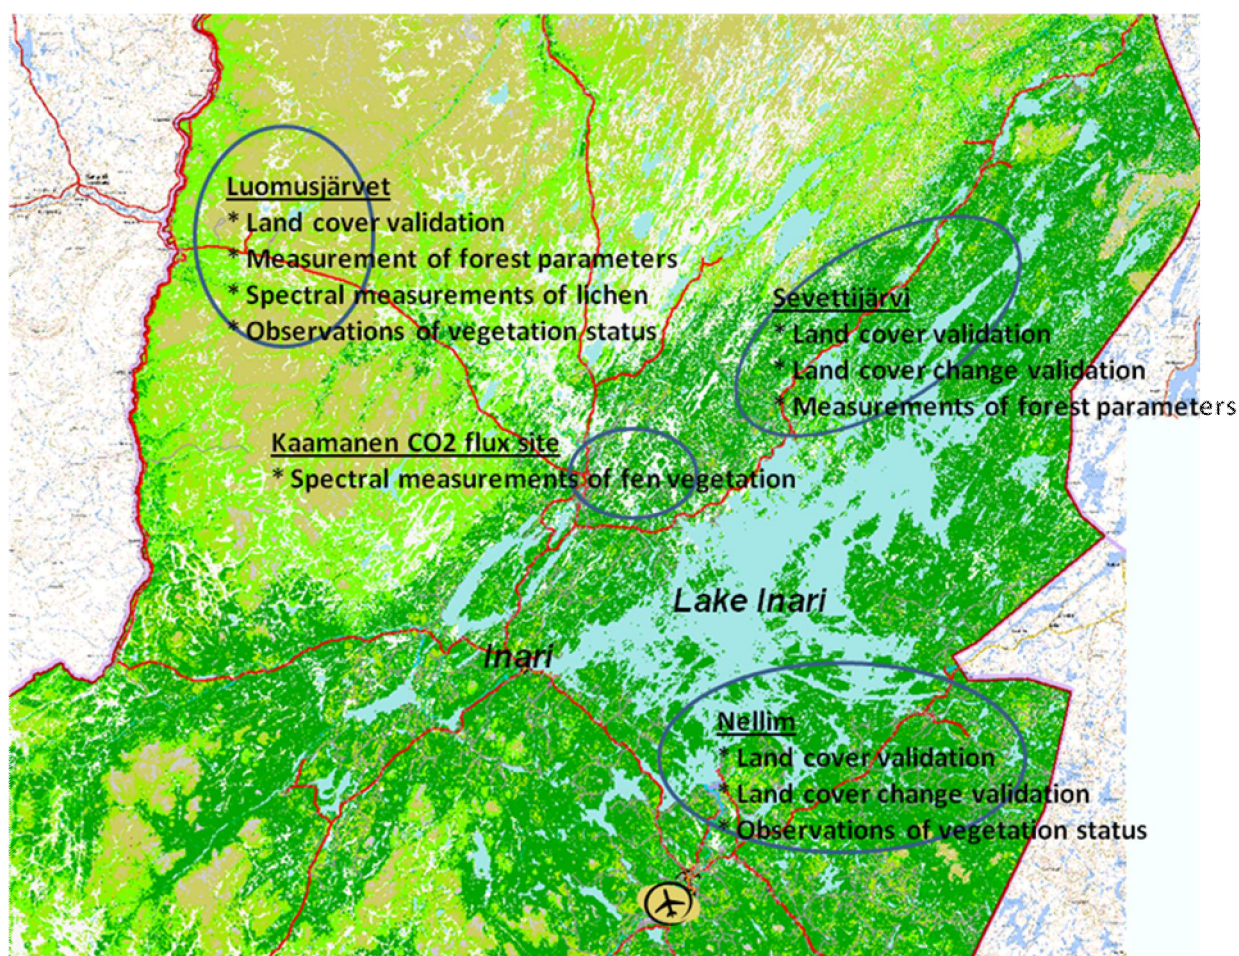 Luomusjärvet
* Land cover validation
* Measurement of forest parameters
* Spectral measurements of lichen
* Observations of vegetation status
Sevettijärvi
* Land cover validation
* Land cover change validation
* Measurements of forest parameters
Kaamanen CO2 flux site
* Spectral measurements of fen vegetation
Lake Inari
Inari
Nellim
* Land cover validation
* Land cover change validation
* Observations of vegetation status